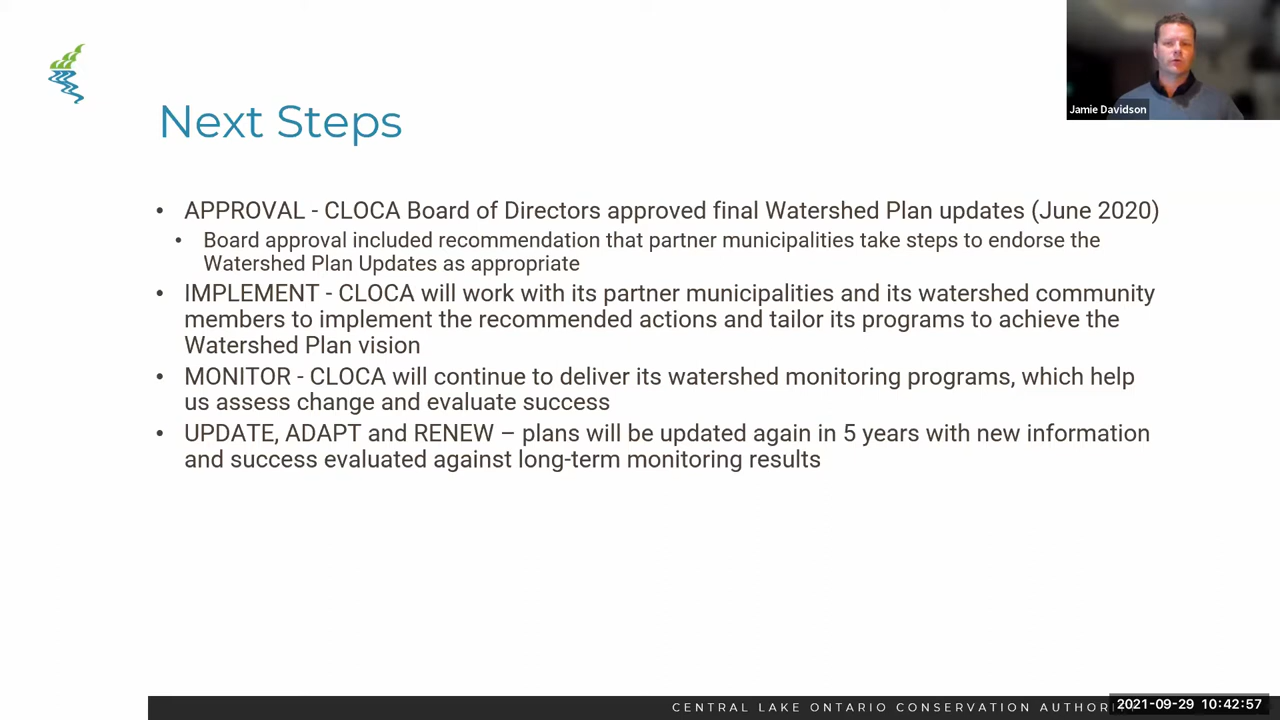 Jamie Davidson
Next Steps
• APPROVAL - CLOCA Board of Directors approved final Watershed Plan updates (June 2020)
• Board approval included recommendation that partner municipalities take steps to endorse the
Watershed Plan Updates as appropriate
• IMPLEMENT - CLOCA will work with its partner municipalities and its watershed community
members to implement the recommended actions and tailor its programs to achieve the
Watershed Plan vision
• MONITOR - CLOCA will continue to deliver its watershed monitoring programs, which help
us assess change and evaluate success
• UPDATE, ADAPT and RENEW – plans will be updated again in 5 years with new information
and success evaluated against long-term monitoring results
CENTRAL LAKE ONTARIO CONSERVATION
2021-09-29 10:42:57